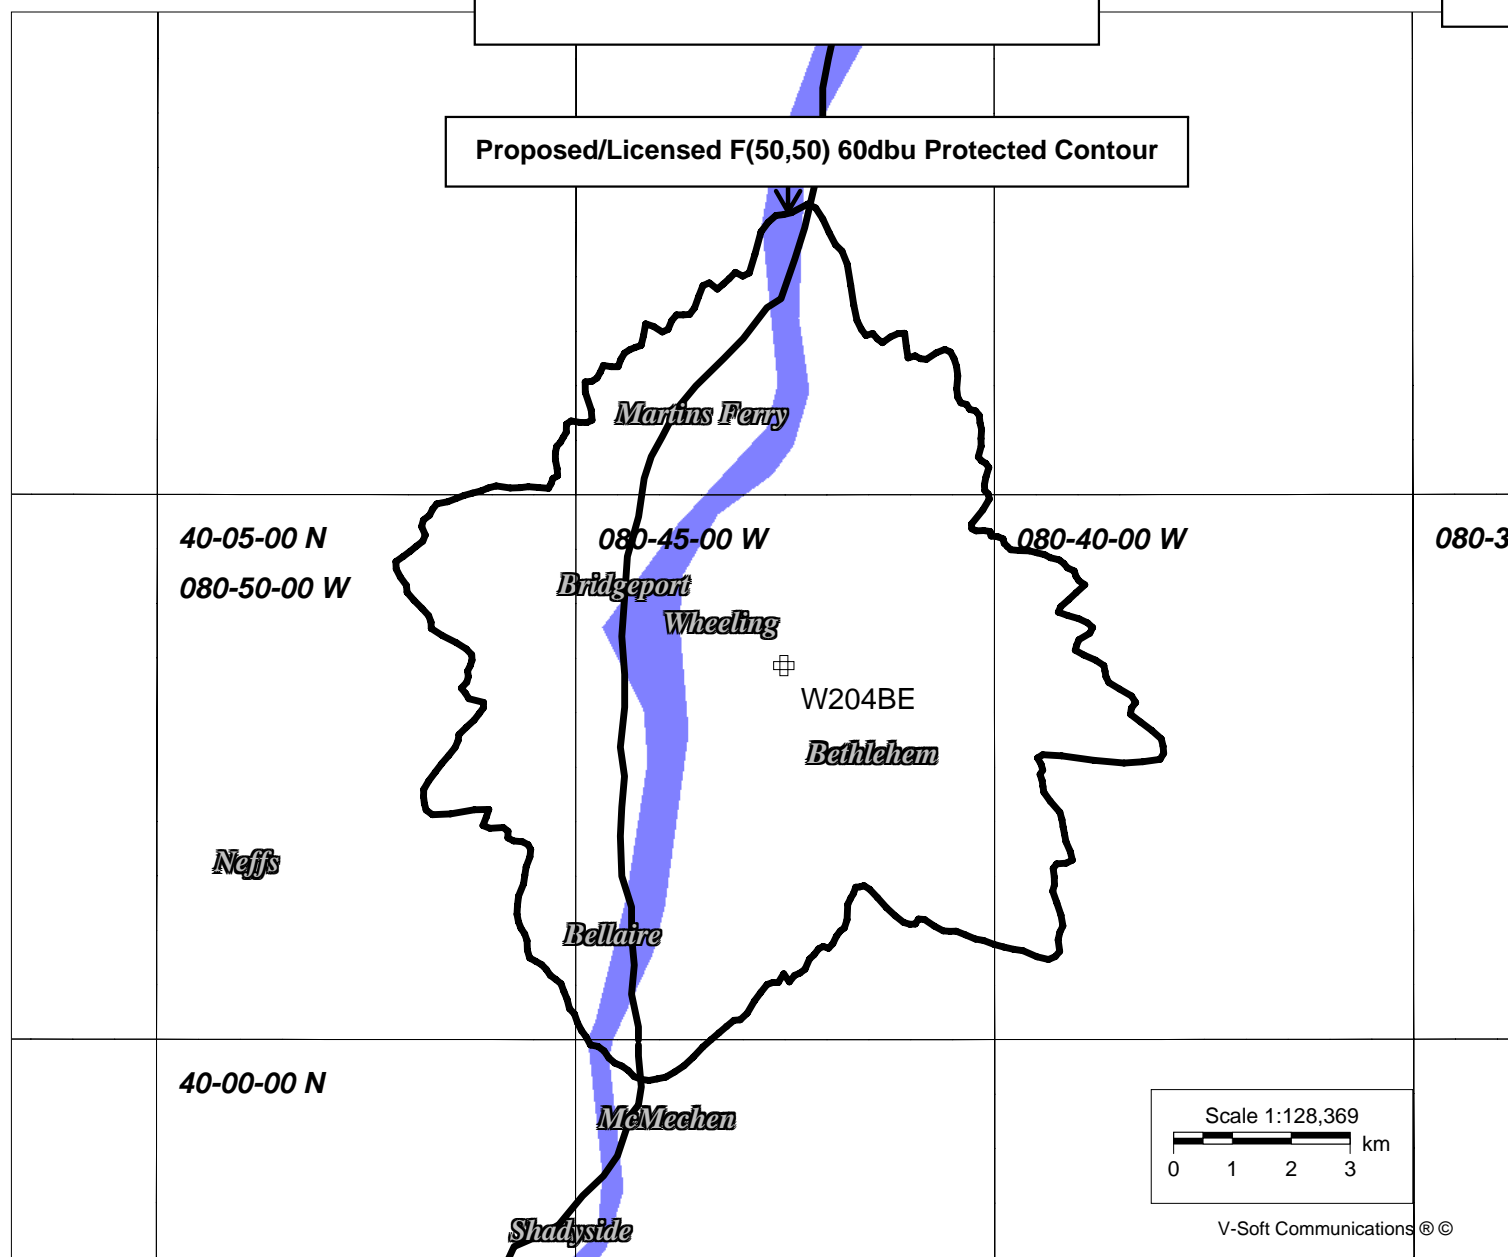 Proposed/Licensed F(50,50) 60dbu Protected Contour
Martins Ferry
40-05-00 N
080-45-00 W
080-40-00 W
080-3
080-50-00 W
Bridgeport
Wheeling
W204BE
Bethlehem
Neffs
Bellaire
40-00-00 N
McMechen
Scale 1:128,369
km
0 1 2 3
Shadyside
V-Soft Communications ® ©